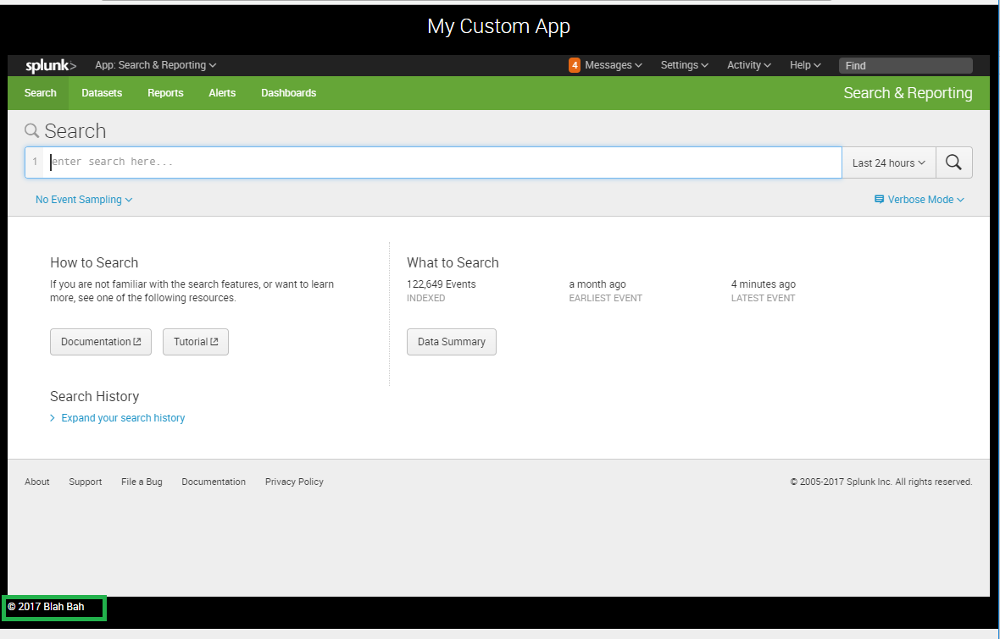 My Custom App
splunk> App: Search & Reporting 4 Messages Settings Activity Help Find
Search Datasets Reports Alerts Dashboards Search & Reporting
Search
1 enter search here... Last 24 hours
No Event Sampling Verbose Mode
How to Search
If you are not familiar with the search features, or want to learn
more, see one of the following resources.
Documentation Tutorial
What to Search
122,649 Events a month ago 4 minutes ago
INDEXED EARLIEST EVENT LATEST EVENT
Data Summary
Search History
Expand your search history
About Support File a Bug Documentation Privacy Policy © 2005-2017 Splunk Inc. All rights reserved.
© 2017 Blah Bah